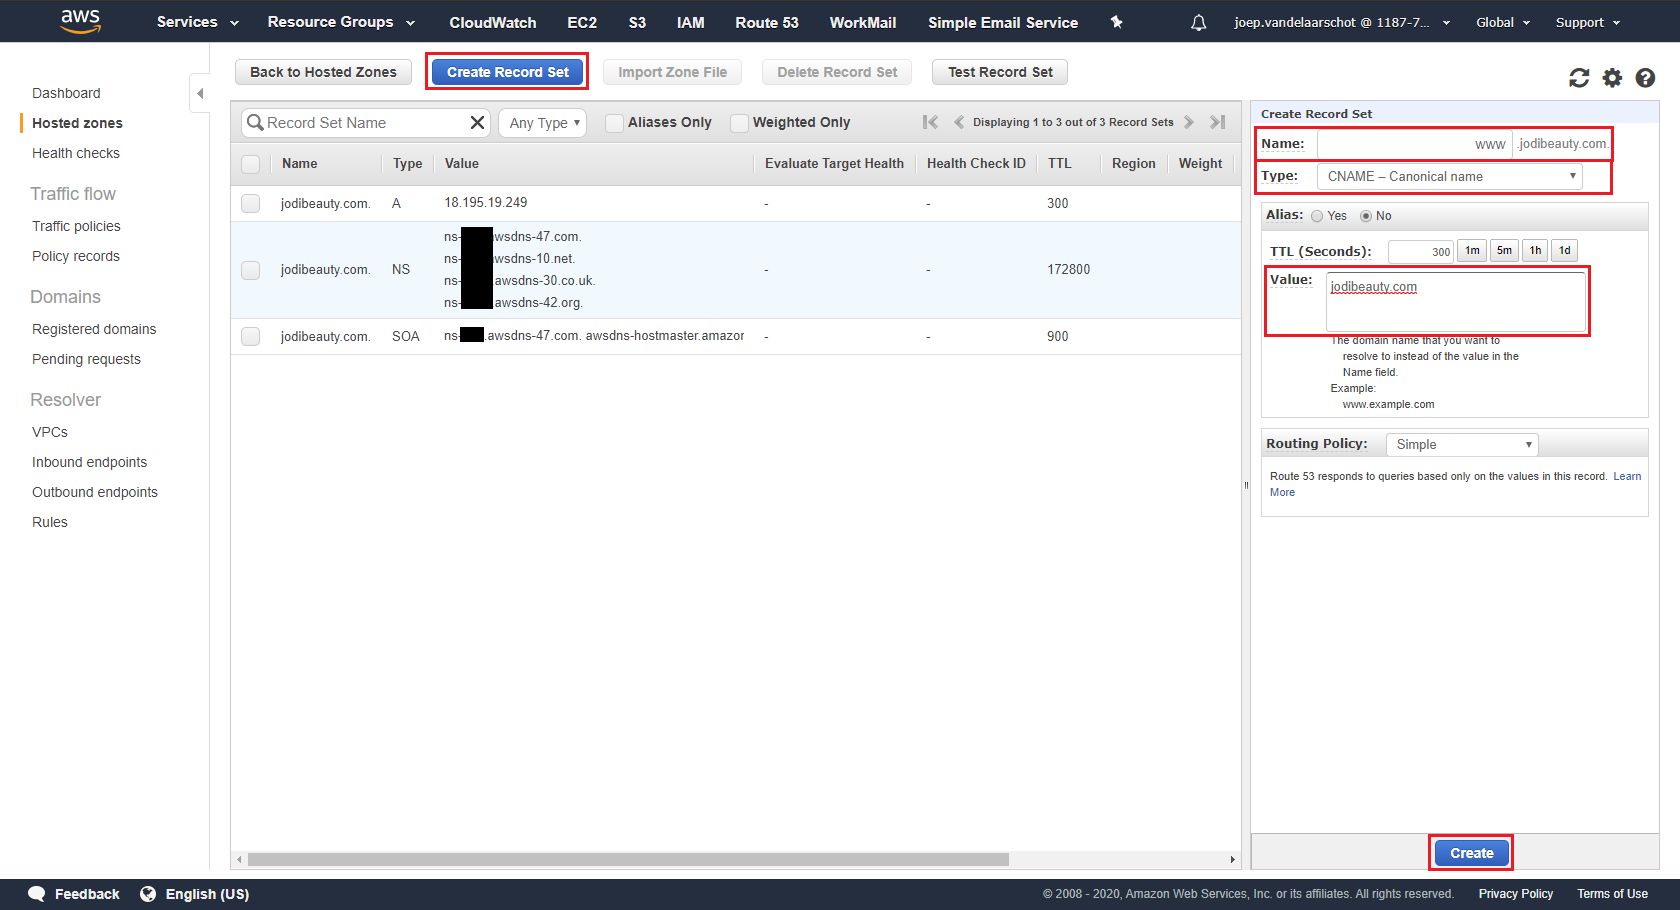 aws Services Resource Groups CloudWatch EC2 S3 IAM Route 53 WorkMail Simple Email Service joep.vandelaarschot @ 1187-7... Global Support
Dashboard
Hosted zones
Health checks
Traffic flow
Traffic policies
Policy records
Domains
Registered domains
Pending requests
Resolver
VPCs
Inbound endpoints
Outbound endpoints
Rules
Back to Hosted Zones Create Record Set Import Zone File Delete Record Set Test Record Set
Record Set Name Any Type Aliases Only Weighted Only Displaying 1 to 3 out of 3 Record Sets
Name Type Value Evaluate Target Health Health Check ID TTL Region Weight
jodibeauty.com. A 18.195.19.249 - - 300
jodibeauty.com. NS - - 172800
ns- awsdns-47.com.
ns- awsdns-10.net.
ns- .awsdns-30.co.uk.
ns- .awsdns-42.org.
jodibeauty.com. SOA ns- .awsdns-47.com. awsdns-hostmaster.amazor - - 900
Create Record Set
Name: www .jodibeauty.com.
Type: CNAME – Canonical name
Alias: Yes No
TTL (Seconds): 300 1m 5m 1h 1d
Value: jodibeauty.com
The domain name that you want to
resolve to instead of the value in the
Name field.
Example:
www.example.com
Routing Policy: Simple
Route 53 responds to queries based only on the values in this record. Learn
More
Create
Feedback English (US) © 2008 - 2020, Amazon Web Services, Inc. or its affiliates. All rights reserved. Privacy Policy Terms of Use